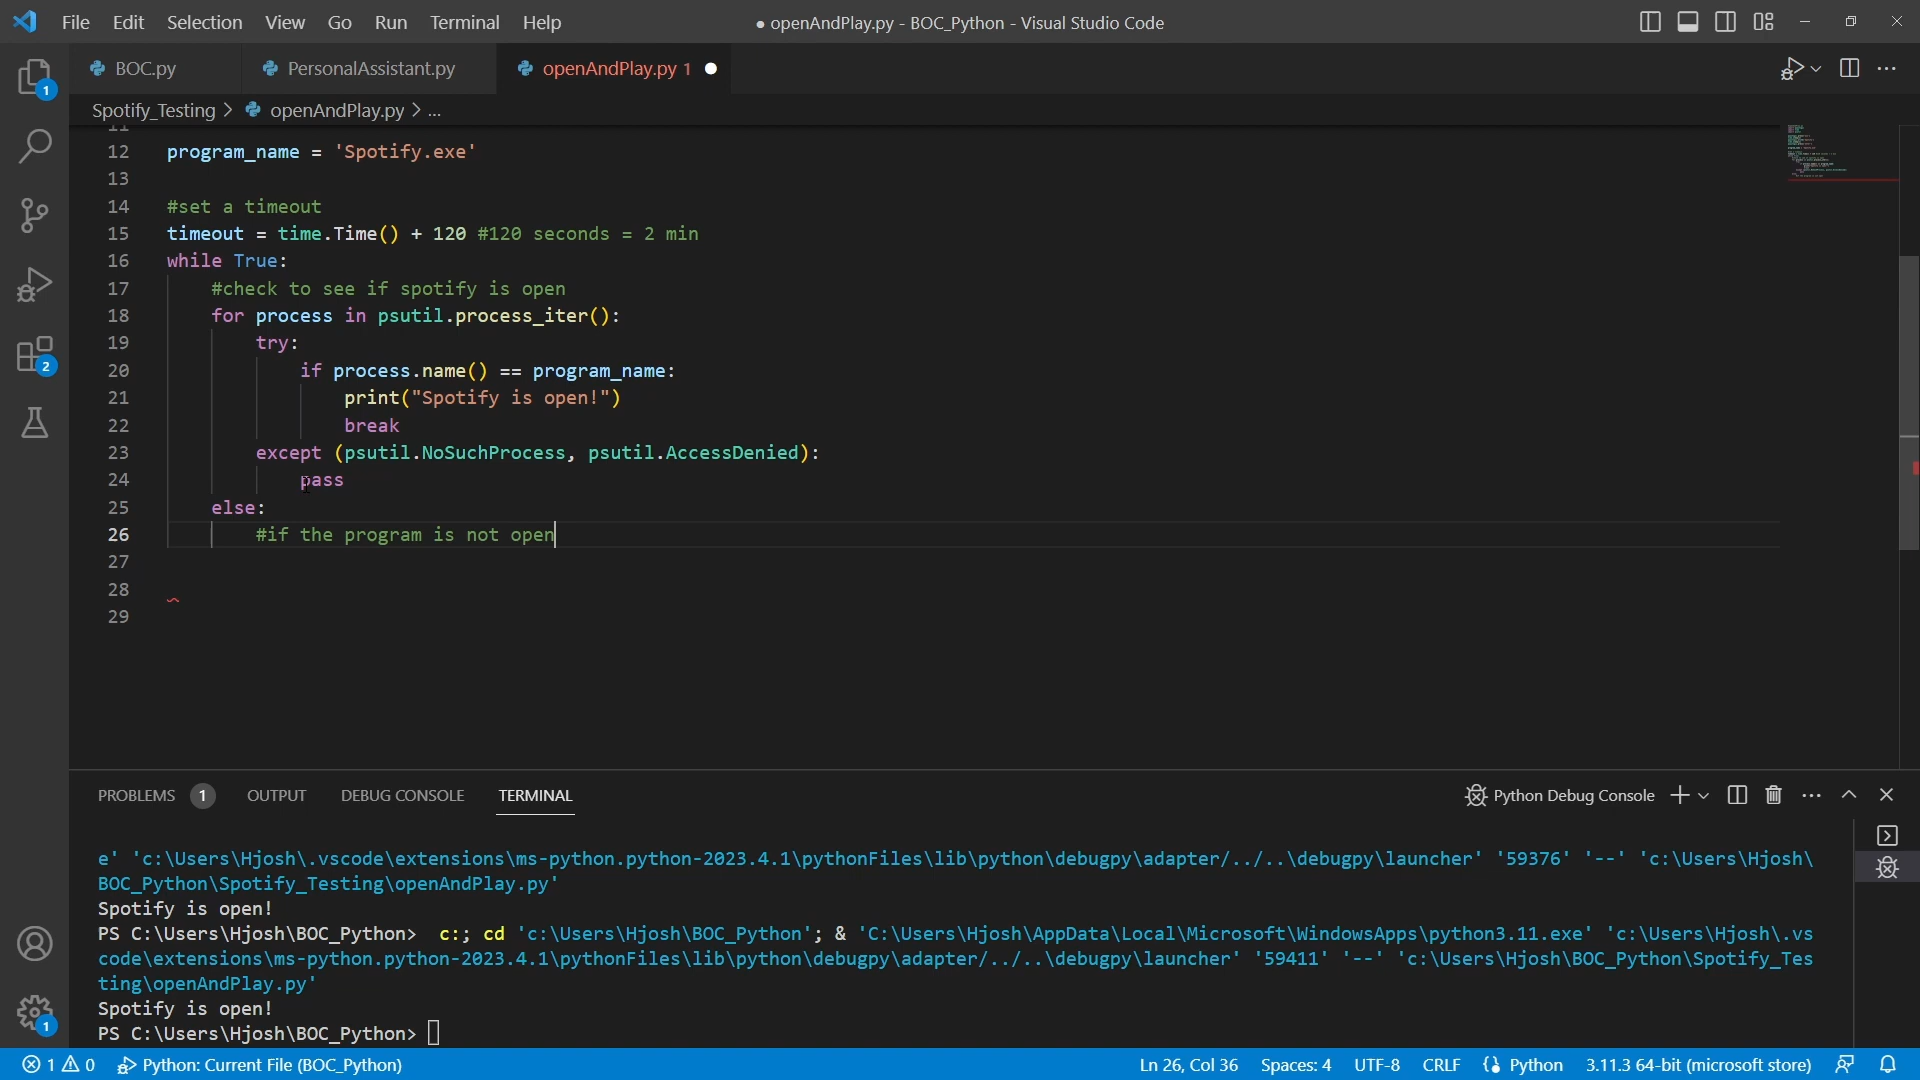 File Edit Selection View Go Run Terminal Help
● openAndPlay.py - BOC_Python - Visual Studio Code
BOC.py
PersonalAssistant.py
openAndPlay.py 1
Spotify_Testing > openAndPlay.py > ...
11
12 program_name = 'Spotify.exe'
13
14 #set a timeout
15 timeout = time.Time() + 120 #120 seconds = 2 min
16 while True:
17 #check to see if spotify is open
18 for process in psutil.process_iter():
19 try:
20 if process.name() == program_name:
21 print("Spotify is open!")
22 break
23 except (psutil.NoSuchProcess, psutil.AccessDenied):
24 pass
25 else:
26 #if the program is not open
27
28
29
1
2
1
PROBLEMS 1 OUTPUT DEBUG CONSOLE TERMINAL
Python Debug Console
e' 'c:\Users\Hjosh\.vscode\extensions\ms-python.python-2023.4.1\pythonFiles\lib\python\debugpy\adapter/../..\debugpy\launcher' '59376' '--' 'c:\Users\Hjosh\
BOC_Python\Spotify_Testing\openAndPlay.py'
Spotify is open!
PS C:\Users\Hjosh\BOC_Python> c:; cd 'c:\Users\Hjosh\BOC_Python'; & 'C:\Users\Hjosh\AppData\Local\Microsoft\WindowsApps\python3.11.exe' 'c:\Users\Hjosh\.vs
code\extensions\ms-python.python-2023.4.1\pythonFiles\lib\python\debugpy\adapter/../..\debugpy\launcher' '59411' '--' 'c:\Users\Hjosh\BOC_Python\Spotify_Tes
ting\openAndPlay.py'
Spotify is open!
PS C:\Users\Hjosh\BOC_Python>
1 0 Python: Current File (BOC_Python)
Ln 26, Col 36 Spaces: 4 UTF-8 CRLF Python 3.11.3 64-bit (microsoft store)